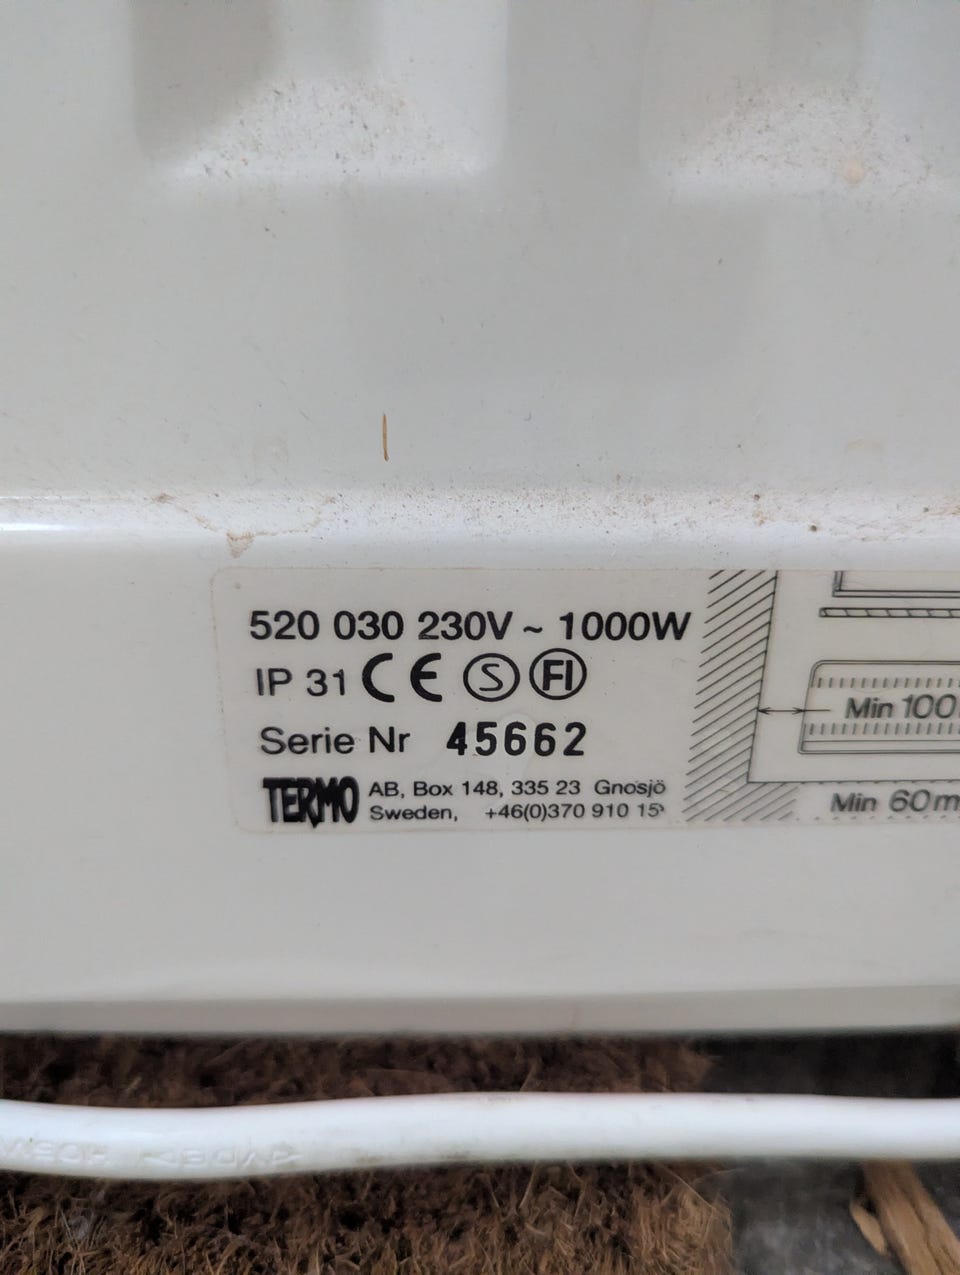 520 030 230V ~ 1000W
IP 31 CE S FI
Serie Nr 45662
TERMO AB, Box 148, 335 23 Gnosjö
Sweden, +46(0)370 910 15
Min 100
Min 60m